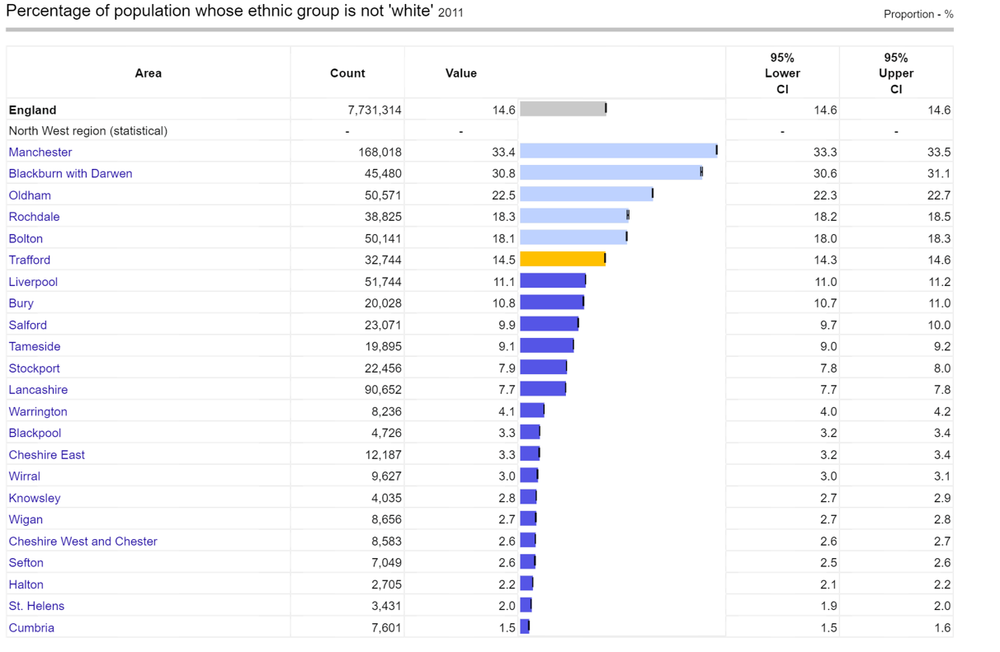 Percentage of population whose ethnic group is not 'white' 2011 Proportion - %
Area Count Value 95% Lower CI 95% Upper CI
England 7,731,314 14.6 14.6 14.6
North West region (statistical) - - - -
Manchester 168,018 33.4 33.3 33.5
Blackburn with Darwen 45,480 30.8 30.6 31.1
Oldham 50,571 22.5 22.3 22.7
Rochdale 38,825 18.3 18.2 18.5
Bolton 50,141 18.1 18.0 18.3
Trafford 32,744 14.5 14.3 14.6
Liverpool 51,744 11.1 11.0 11.2
Bury 20,028 10.8 10.7 11.0
Salford 23,071 9.9 9.7 10.0
Tameside 19,895 9.1 9.0 9.2
Stockport 22,456 7.9 7.8 8.0
Lancashire 90,652 7.7 7.7 7.8
Warrington 8,236 4.1 4.0 4.2
Blackpool 4,726 3.3 3.2 3.4
Cheshire East 12,187 3.3 3.2 3.4
Wirral 9,627 3.0 3.0 3.1
Knowsley 4,035 2.8 2.7 2.9
Wigan 8,656 2.7 2.7 2.8
Cheshire West and Chester 8,583 2.6 2.6 2.7
Sefton 7,049 2.6 2.5 2.6
Halton 2,705 2.2 2.1 2.2
St. Helens 3,431 2.0 1.9 2.0
Cumbria 7,601 1.5 1.5 1.6